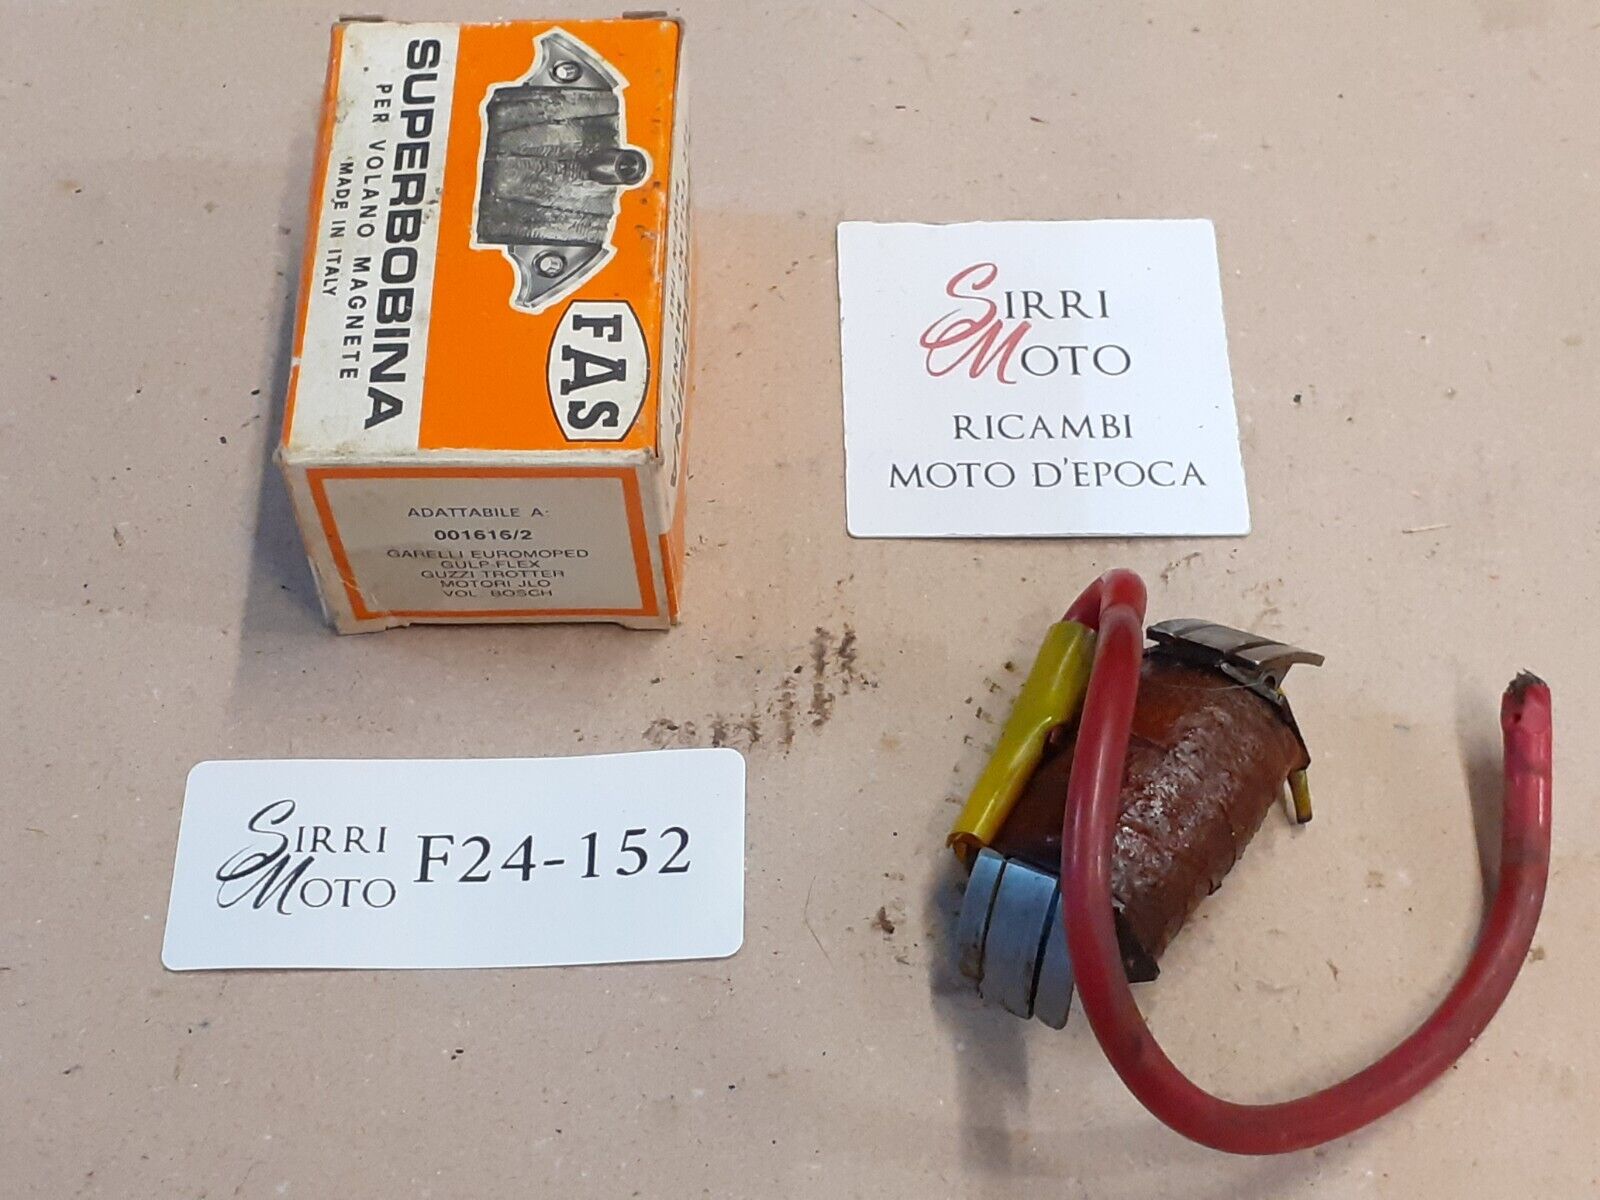 SUPERBOBINA
PER VOLANO MAGNETE
MADE IN ITALY
FAS
ADATTABILE A:
001616/2
GARELLI EUROMOPED
GULP-FLEX
GUZZI TROTTER
MOTORI JLO
VOL. BOSCH
SIRRI
MOTO
RICAMBI
MOTO D'EPOCA
SIRRI
MOTO
F24-152